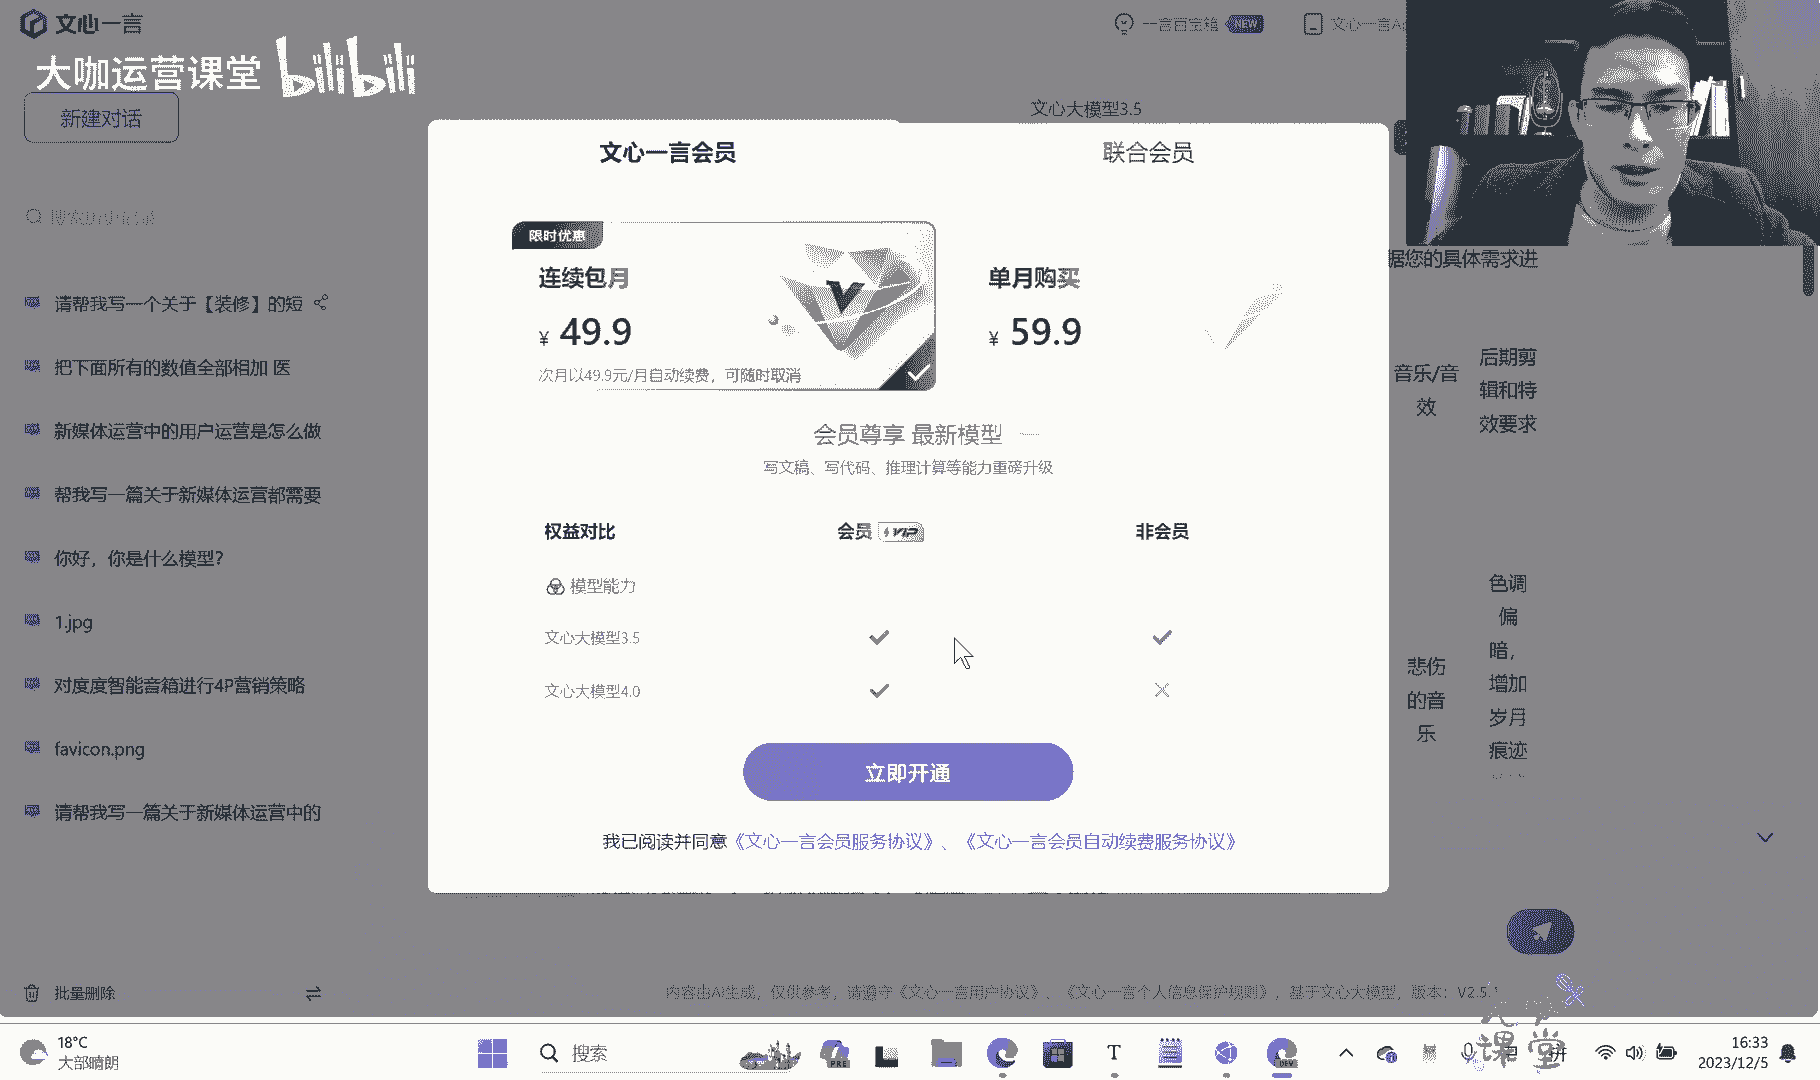 文心一言
一言百宝箱 NEW
大咖运营课堂 bilibili
新建对话
文心大模型3.5
文心一言会员
联合会员
限时优惠
连续包月
¥ 49.9
次月以49.9元/月自动续费，可随时取消
单月购买
¥ 59.9
会员尊享 最新模型
写文稿、写代码、推理计算等能力重磅升级
权益对比
会员 VIP
非会员
模型能力
文心大模型3.5
文心大模型4.0
立即开通
我已阅读并同意《文心一言会员服务协议》、《文心一言会员自动续费服务协议》
请帮我写一个关于【装修】的短
把下面所有的数值全部相加 医
新媒体运营中的用户运营是怎么做
帮我写一篇关于新媒体运营都需要
你好，你是什么模型？
1.jpg
对度度智能音箱进行4P营销策略
favicon.png
请帮我写一篇关于新媒体运营中的
批量删除
据您的具体需求进
音乐/音
效
后期剪
辑和特
效要求
悲伤
的音
乐
色调
偏
暗，
增加
岁月
痕迹
内容由AI生成，仅供参考，请遵守《文心一言用户协议》、《文心一言个人信息保护规则》，基于文心大模型，版本：V2.5.
18°C
大部晴朗
搜索
PRE
DEV
拼
课堂
16:33
2023/12/5